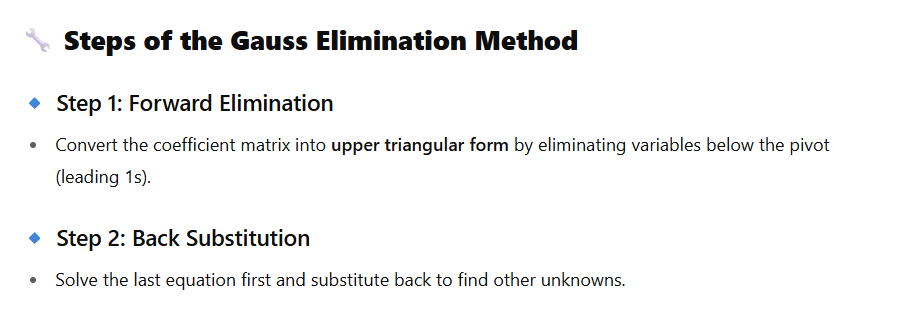 Steps of the Gauss Elimination Method
Step 1: Forward Elimination
Convert the coefficient matrix into upper triangular form by eliminating variables below the pivot
(leading 1s).
Step 2: Back Substitution
Solve the last equation first and substitute back to find other unknowns.